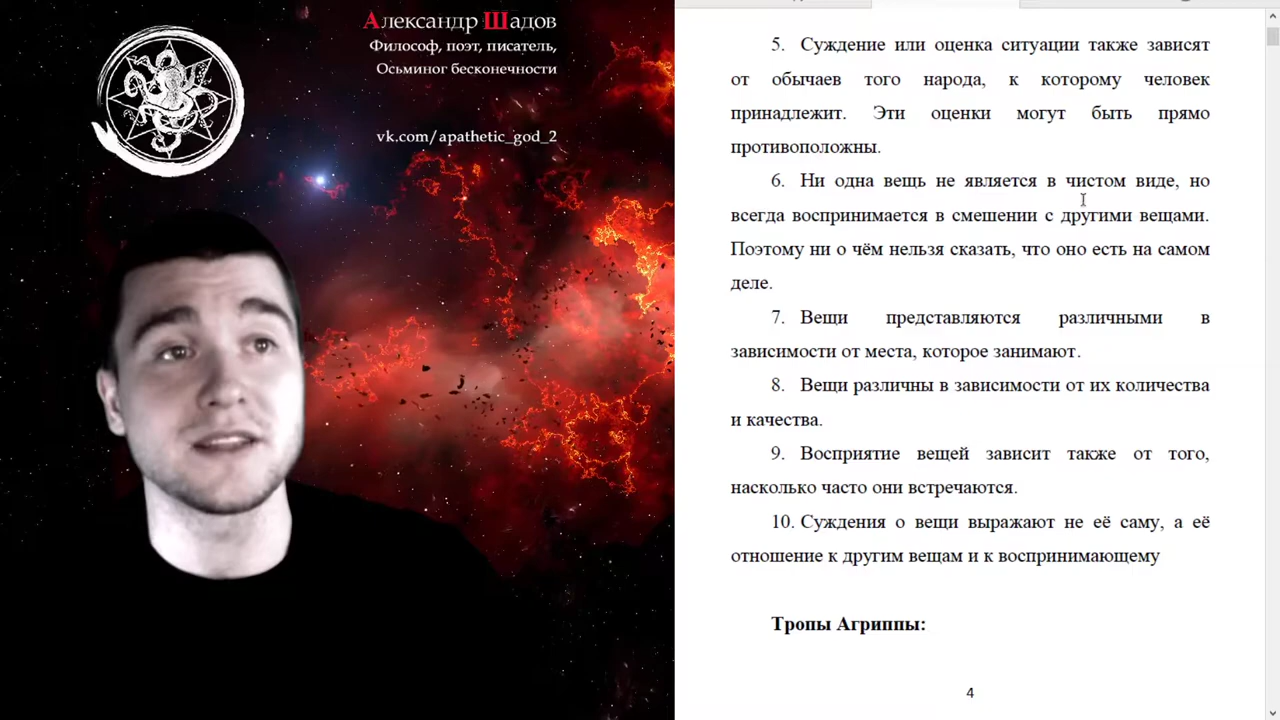 Александр Шадов
Философ, поэт, писатель,
Осьминог бесконечности
vk.com/apathetic_god_2
5. Суждение или оценка ситуации также зависят
от обычаев того народа, к которому человек
принадлежит. Эти оценки могут быть прямо
противоположны.
6. Ни одна вещь не является в чистом виде, но
всегда воспринимается в смешении с другими вещами.
Поэтому ни о чём нельзя сказать, что оно есть на самом
деле.
7. Вещи представляются различными в
зависимости от места, которое занимают.
8. Вещи различны в зависимости от их количества
и качества.
9. Восприятие вещей зависит также от того,
насколько часто они встречаются.
10. Суждения о вещи выражают не её саму, а её
отношение к другим вещам и к воспринимающему
Тропы Агриппы:
4